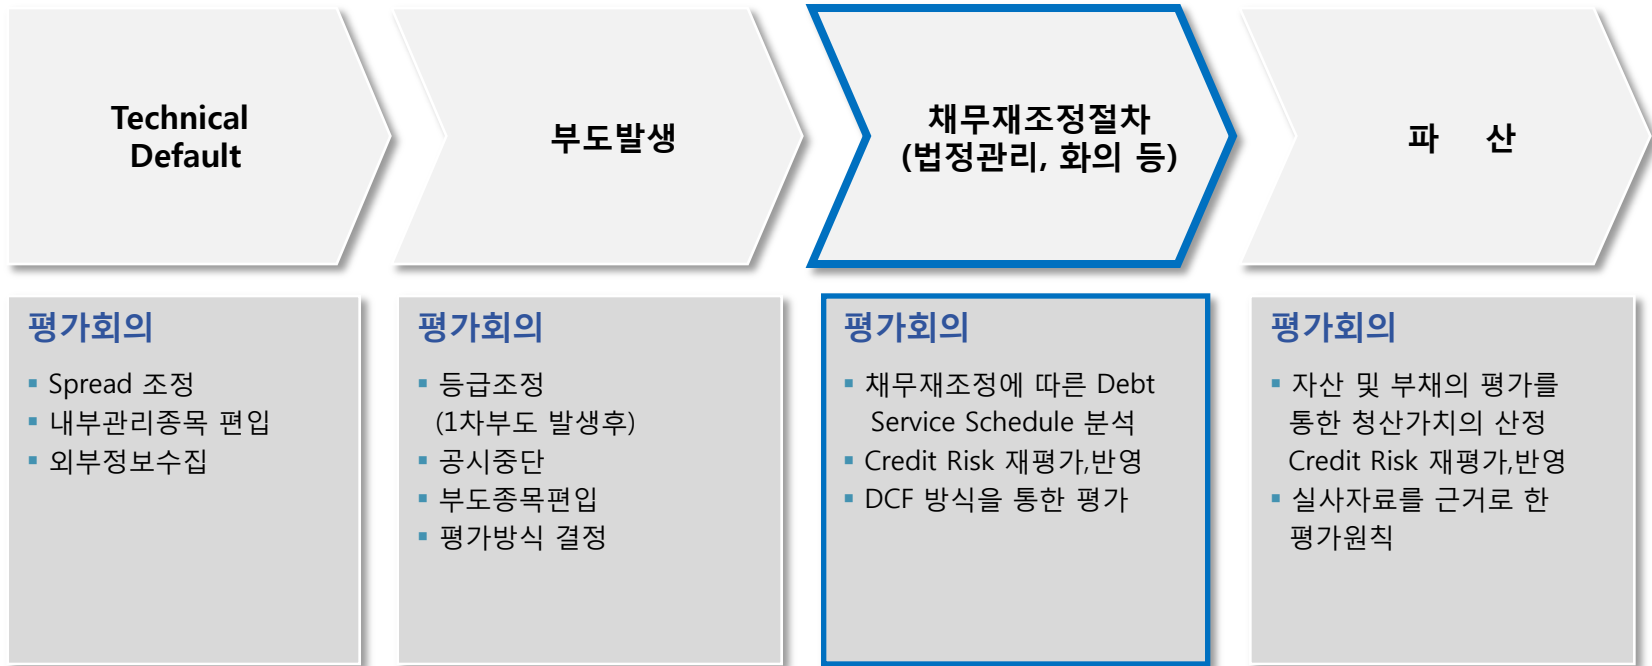 Technical
Default
부도발생
채무재조정절차
(법정관리, 화의 등)
파 산
평가회의
▪ Spread 조정
▪ 내부관리종목 편입
▪ 외부정보수집
평가회의
▪ 등급조정
(1차부도 발생후)
▪ 공시중단
▪ 부도종목편입
▪ 평가방식 결정
평가회의
▪ 채무재조정에 따른 Debt
Service Schedule 분석
▪ Credit Risk 재평가,반영
▪ DCF 방식을 통한 평가
평가회의
▪ 자산 및 부채의 평가를
통한 청산가치의 산정
Credit Risk 재평가,반영
▪ 실사자료를 근거로 한
평가원칙